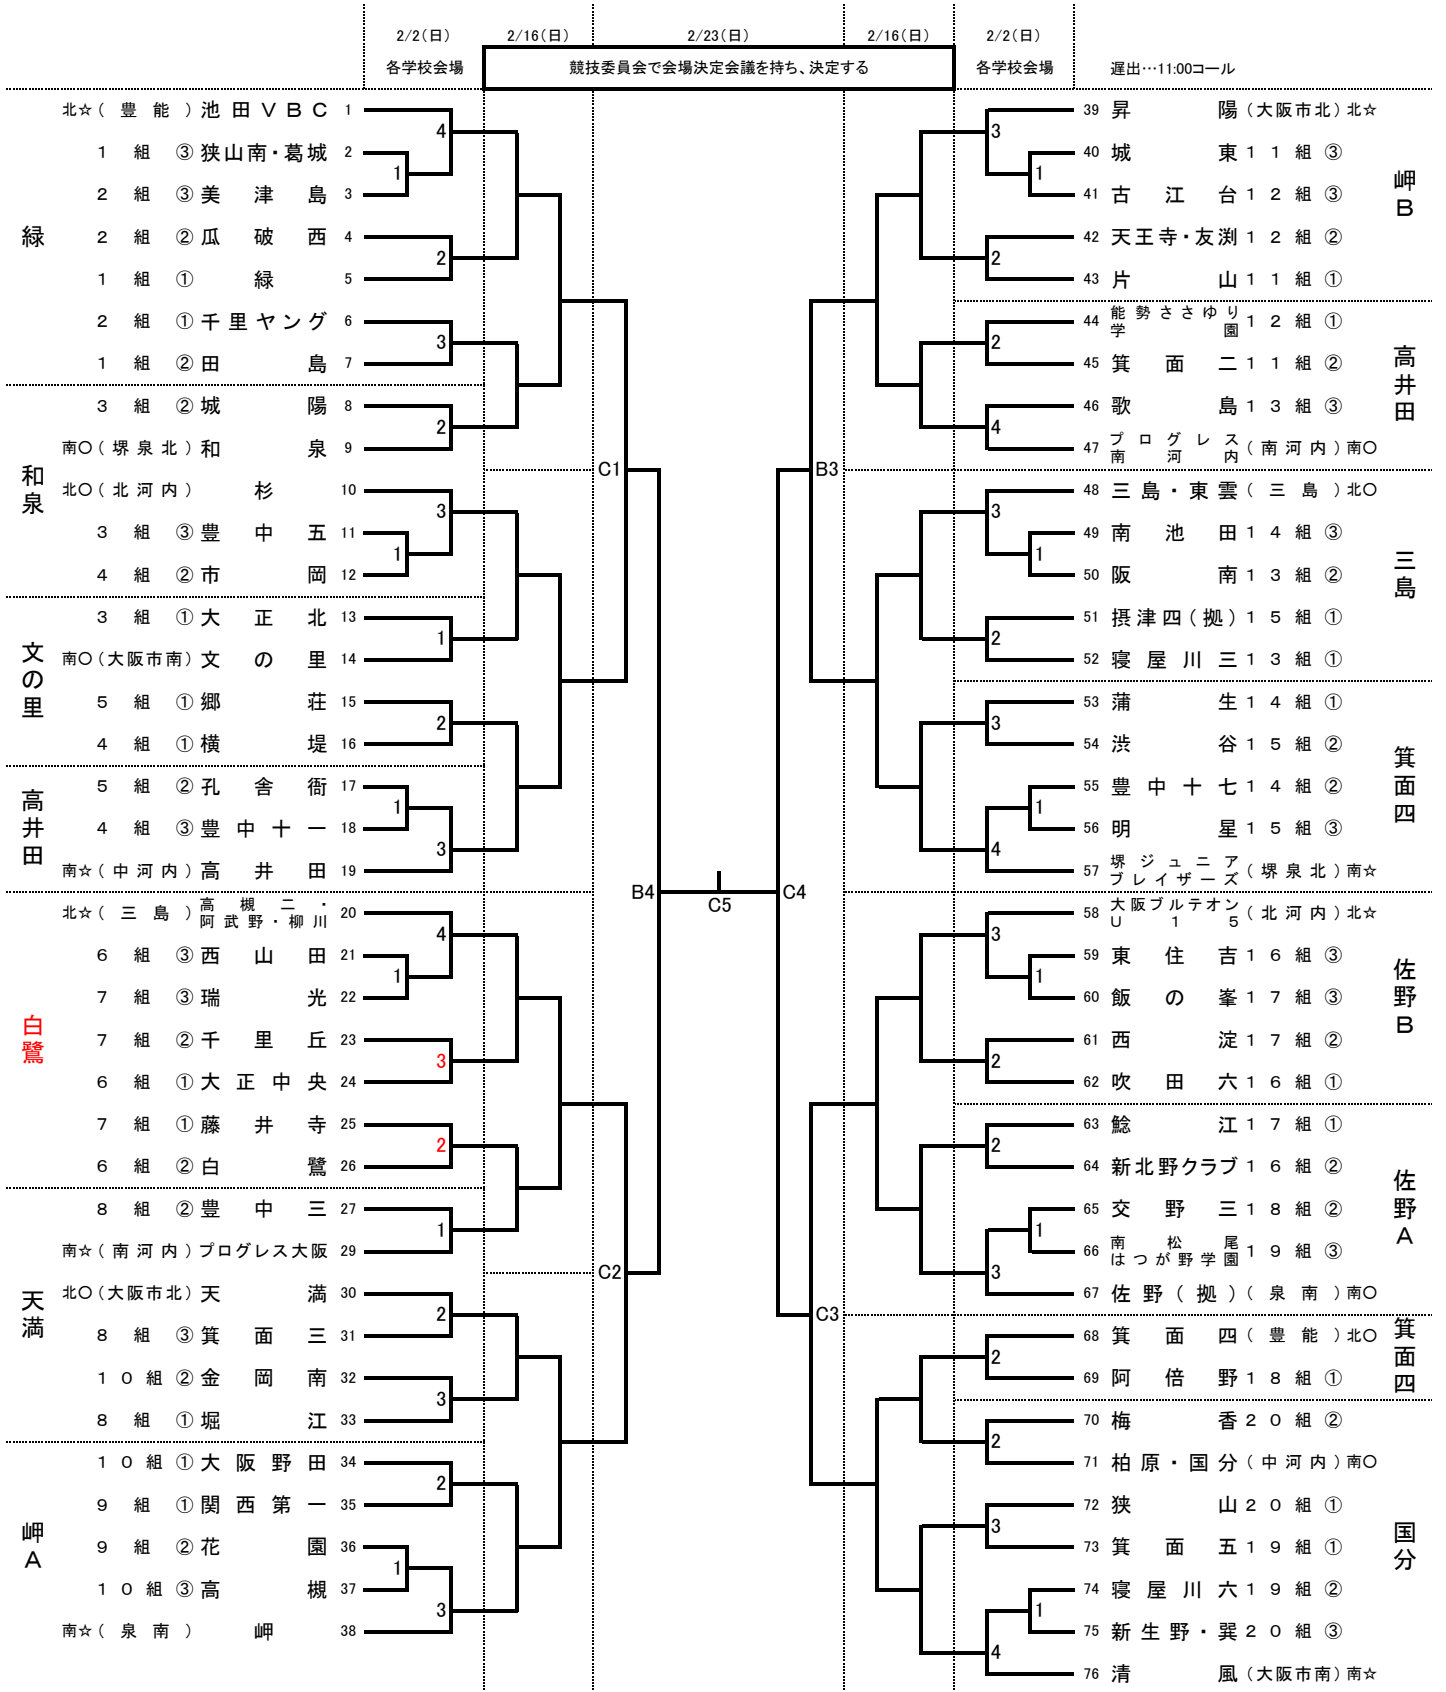 2/2(日) 2/16(日) 2/23(日) 2/16(日) 2/2(日)
各学校会場 競技委員会で会場決定会議を持ち、決定する 各学校会場 遅出…11:00コール
緑
北☆(豊能) 池田VBC 1
1組③ 狭山南・葛城 2
2組③ 美津島 3
2組② 瓜破西 4
1組① 緑 5
2組① 千里ヤング 6
1組② 田島 7
4
1
2
3
和泉
3組② 城陽 8
南○(堺泉北) 和泉 9
北○(北河内) 杉 10
3組③ 豊中五 11
4組② 市岡 12
2
3
1
文の里
3組① 大正北 13
南○(大阪市南) 文の里 14
5組① 郷荘 15
4組① 横堤 16
1
2
高井田
5組② 孔舎衙 17
4組③ 豊中十一 18
南☆(中河内) 高井田 19
1
3
白鷺
北☆(三島) 高槻二・
阿武野・柳川 20
6組③ 西山田 21
7組③ 瑞光 22
7組② 千里丘 23
6組① 大正中央 24
7組① 藤井寺 25
6組② 白鷺 26
4
1
3
2
天満
8組② 豊中三 27
南☆(南河内) プログレス大阪 29
北○(大阪市北) 天満 30
8組③ 箕面三 31
10組② 金岡南 32
8組① 堀江 33
1
2
3
岬A
10組① 大阪野田 34
9組① 関西第一 35
9組② 花園 36
10組③ 高槻 37
南☆(泉南) 岬 38
2
1
3
C1
C2
B4
C5
C4
B3
C3
39 昇陽 (大阪市北)北☆
40 城東 11組③
41 古江台 12組③
42 天王寺・友渕 12組②
43 片山 11組①
岬B
3
1
2
44 能勢ささゆり
学園 12組①
45 箕面二 11組②
46 歌島 13組③
47 プログレス
南河内 (南河内)南○
高井田
2
4
48 三島・東雲 (三島)北○
49 南池田 14組③
50 阪南 13組②
51 摂津四(拠) 15組①
52 寝屋川三 13組①
三島
3
1
2
53 蒲生 14組①
54 渋谷 15組②
55 豊中十七 14組②
56 明星 15組③
57 堺ジュニア
ブレイザーズ (堺泉北)南☆
箕面四
3
1
4
58 大阪ブルテオン
U15 (北河内)北☆
59 東住吉 16組③
60 飯の峯 17組③
61 西淀 17組②
62 吹田六 16組①
佐野B
3
1
2
63 鯰江 17組①
64 新北野クラブ 16組②
65 交野三 18組②
66 南松尾
はつが野学園 19組③
67 佐野(拠) (泉南)南○
佐野A
2
1
3
68 箕面四 (豊能)北○
69 阿倍野 18組①
箕面四
2
70 梅香 20組②
71 柏原・国分 (中河内)南○
72 狭山 20組①
73 箕面五 19組①
74 寝屋川六 19組②
75 新生野・巽 20組③
76 清風 (大阪市南)南☆
国分
2
3
1
4